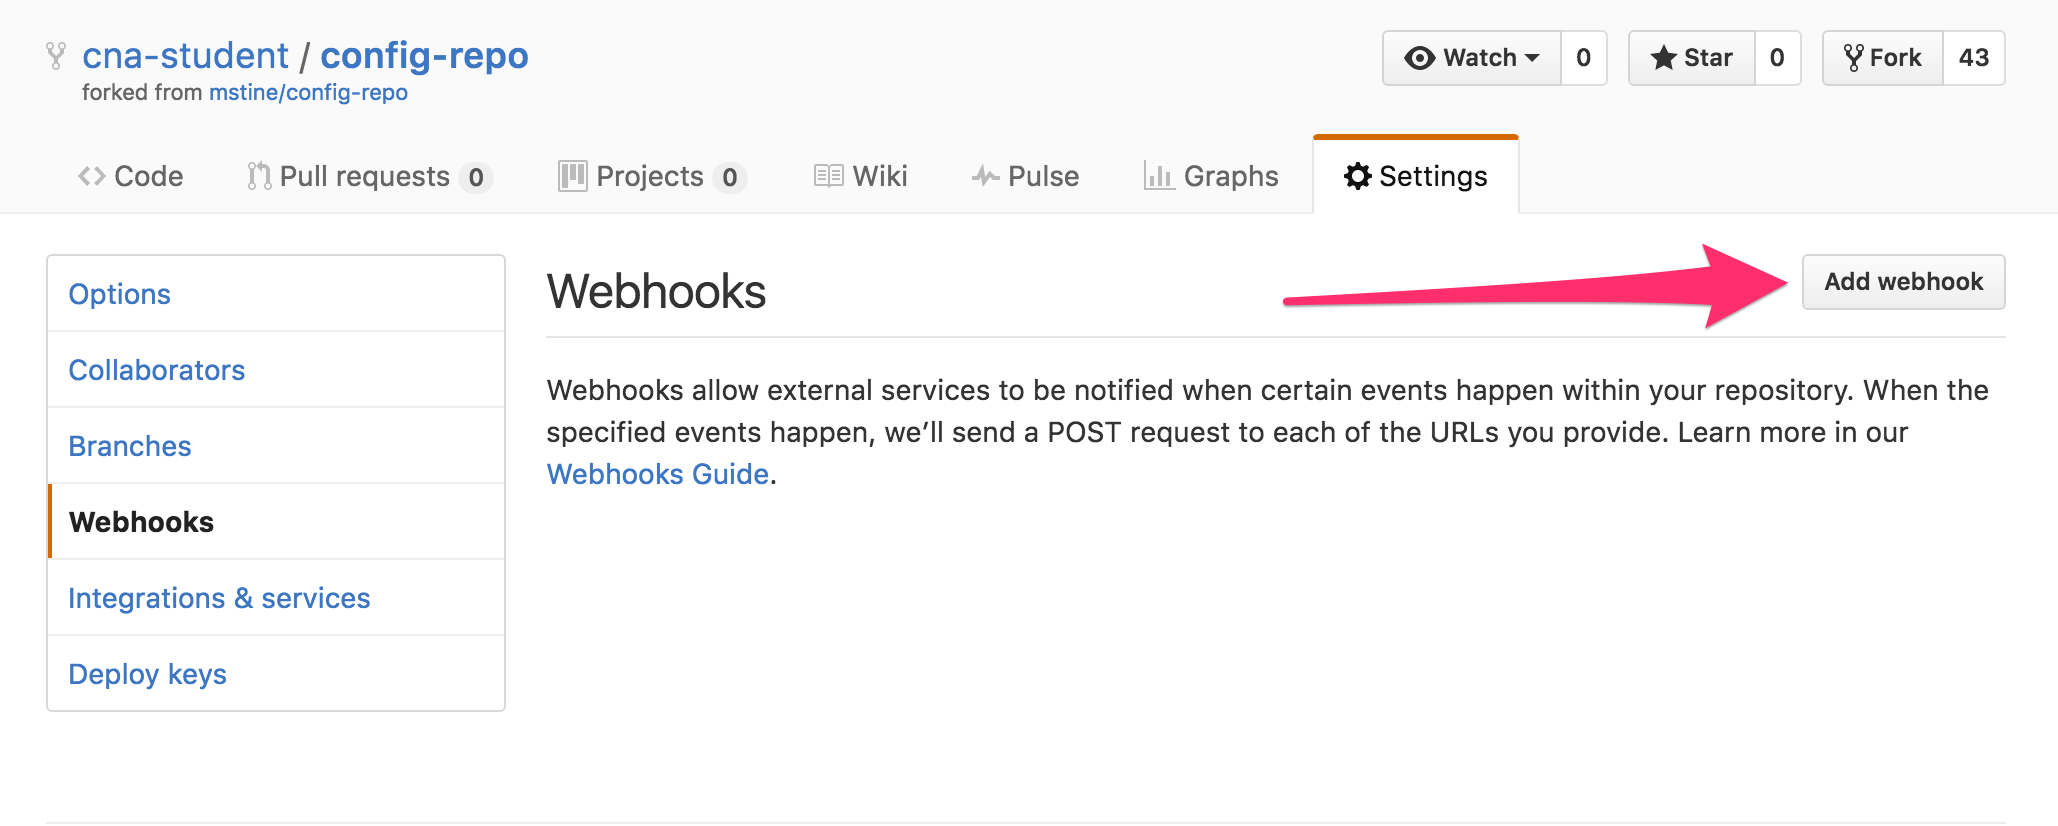 cna-student / config-repo
forked from mstine/config-repo
Watch 0
Star 0
Fork 43
Code
Pull requests 0
Projects 0
Wiki
Pulse
Graphs
Settings
Options
Collaborators
Branches
Webhooks
Integrations & services
Deploy keys
Webhooks
Add webhook
Webhooks allow external services to be notified when certain events happen within your repository. When the
specified events happen, we’ll send a POST request to each of the URLs you provide. Learn more in our
Webhooks Guide.